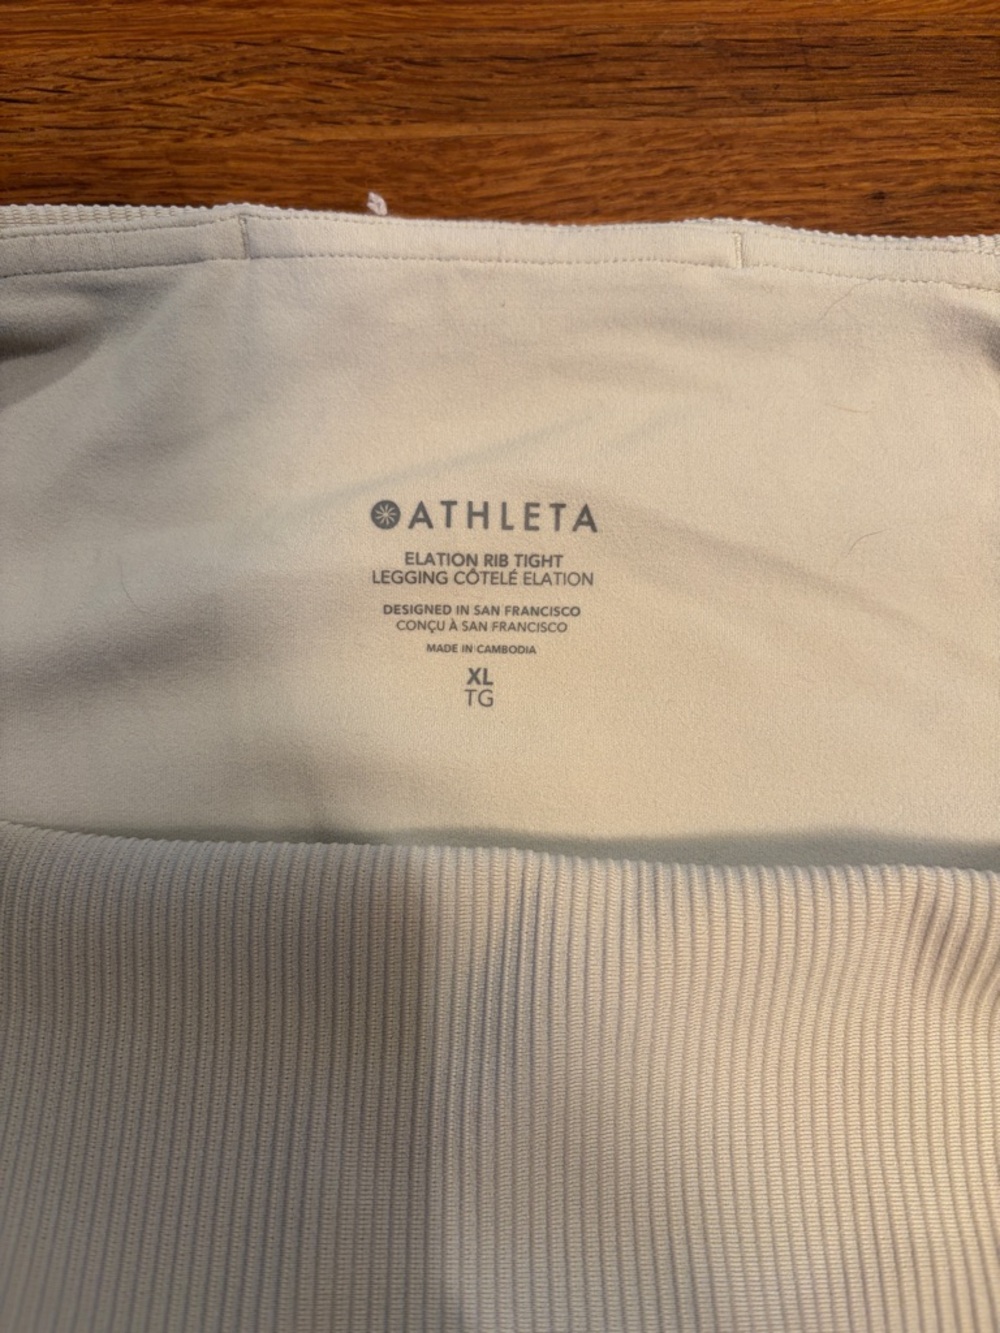 ATHLETA
ELATION RIB TIGHT
LEGGING CÔTELÉ ELATION
DESIGNED IN SAN FRANCISCO
CONÇU À SAN FRANCISCO
MADE IN CAMBODIA
XL
TG